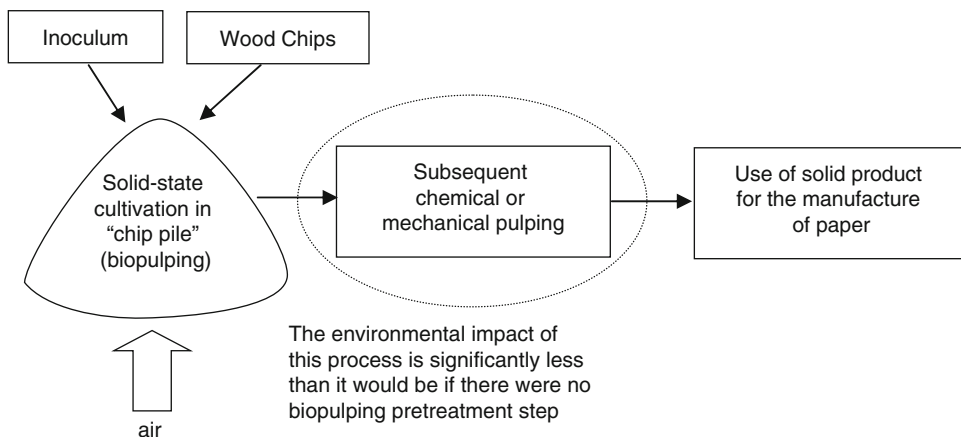 Inoculum
Wood Chips
Solid-state
cultivation in
“chip pile”
(biopulping)
Subsequent
chemical or
mechanical pulping
Use of solid product
for the manufacture
of paper
The environmental impact of
this process is significantly less
than it would be if there were no
biopulping pretreatment step
air